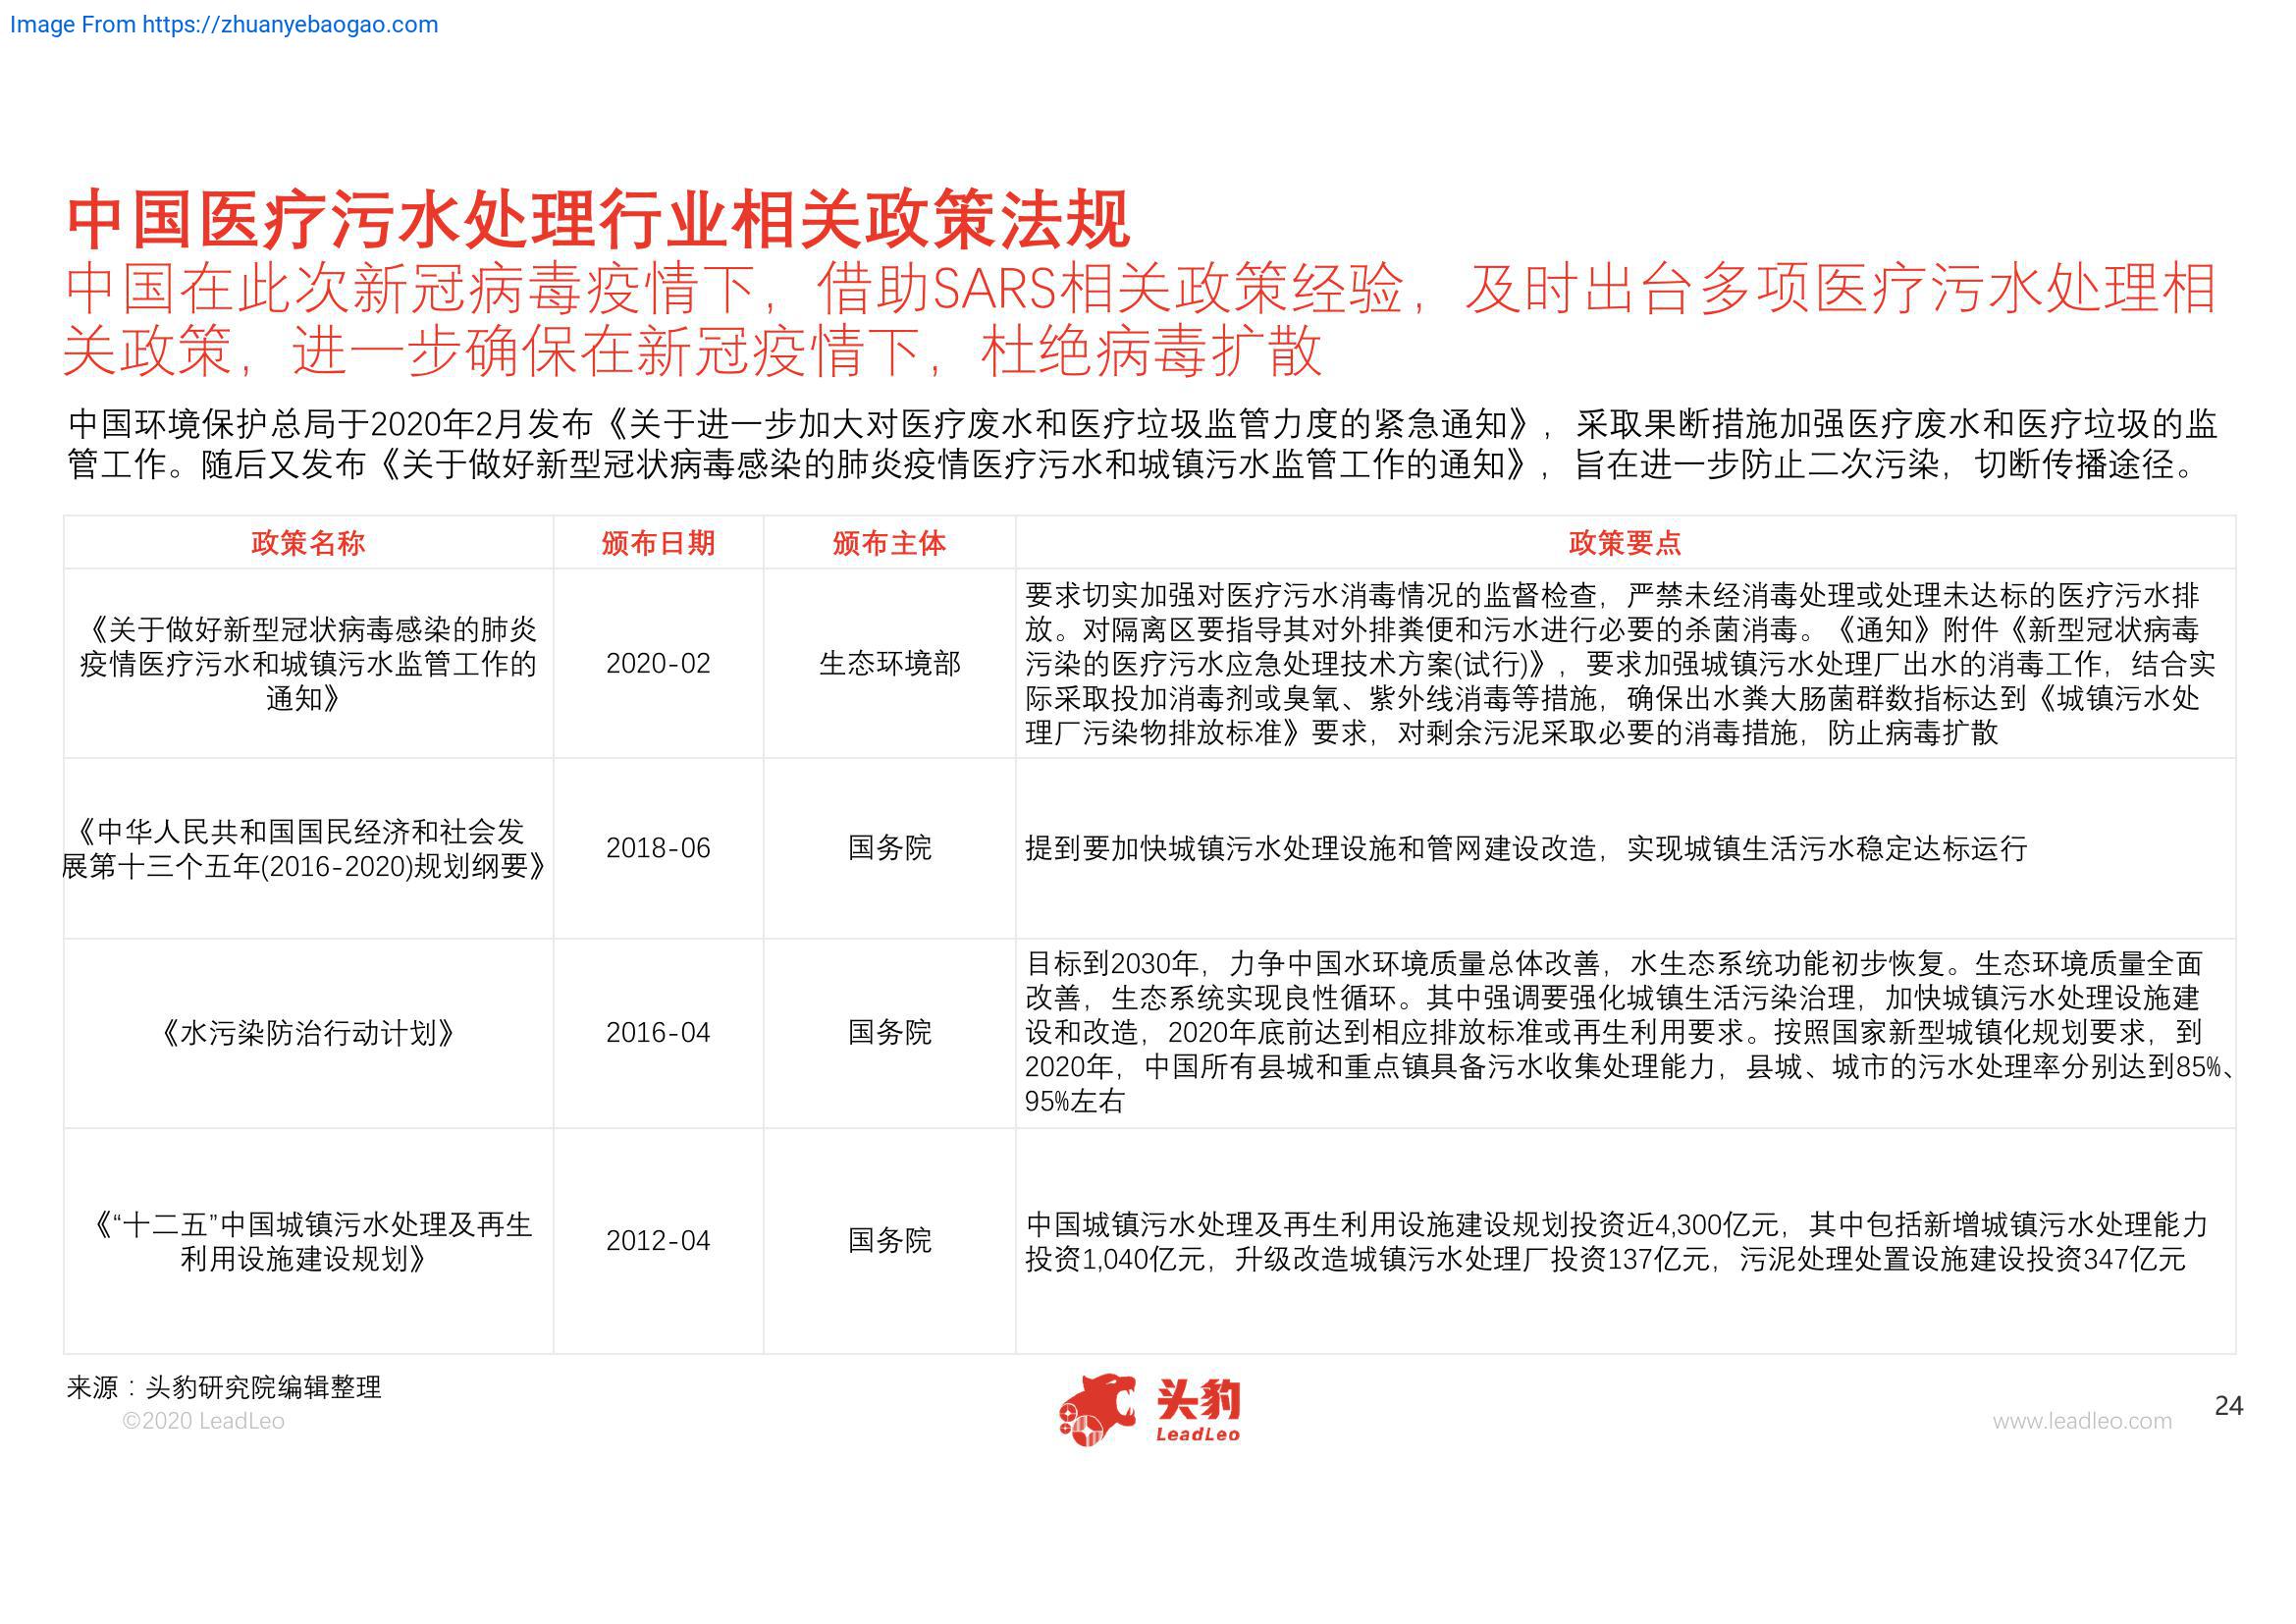 Image From https://zhuanyebaogao.com
中国医疗污水处理行业相关政策法规
中国在此次新冠病毒疫情下，借助SARS相关政策经验，及时出台多项医疗污水处理相
关政策，进一步确保在新冠疫情下，杜绝病毒扩散
中国环境保护总局于2020年2月发布《关于进一步加大对医疗废水和医疗垃圾监管力度的紧急通知》，采取果断措施加强医疗废水和医疗垃圾的监
管工作。随后又发布《关于做好新型冠状病毒感染的肺炎疫情医疗污水和城镇污水监管工作的通知》，旨在进一步防止二次污染，切断传播途径。
政策名称 颁布日期 颁布主体 政策要点
《关于做好新型冠状病毒感染的肺炎
疫情医疗污水和城镇污水监管工作的
通知》
2020-02
生态环境部
要求切实加强对医疗污水消毒情况的监督检查，严禁未经消毒处理或处理未达标的医疗污水排
放。对隔离区要指导其对外排粪便和污水进行必要的杀菌消毒。《通知》附件《新型冠状病毒
污染的医疗污水应急处理技术方案(试行)》，要求加强城镇污水处理厂出水的消毒工作，结合实
际采取投加消毒剂或臭氧、紫外线消毒等措施，确保出水粪大肠菌群数指标达到《城镇污水处
理厂污染物排放标准》要求，对剩余污泥采取必要的消毒措施，防止病毒扩散
《中华人民共和国国民经济和社会发
展第十三个五年(2016-2020)规划纲要》
2018-06
国务院
提到要加快城镇污水处理设施和管网建设改造，实现城镇生活污水稳定达标运行
《水污染防治行动计划》
2016-04
国务院
目标到2030年，力争中国水环境质量总体改善，水生态系统功能初步恢复。生态环境质量全面
改善，生态系统实现良性循环。其中强调要强化城镇生活污染治理，加快城镇污水处理设施建
设和改造，2020年底前达到相应排放标准或再生利用要求。按照国家新型城镇化规划要求，到
2020年，中国所有县城和重点镇具备污水收集处理能力，县城、城市的污水处理率分别达到85%、
95%左右
《“十二五”中国城镇污水处理及再生
利用设施建设规划》
2012-04
国务院
中国城镇污水处理及再生利用设施建设规划投资近4,300亿元，其中包括新增城镇污水处理能力
投资1,040亿元，升级改造城镇污水处理厂投资137亿元，污泥处理处置设施建设投资347亿元
来源：头豹研究院编辑整理
©2020 LeadLeo
头豹
LeadLeo
www.leadleo.com
24